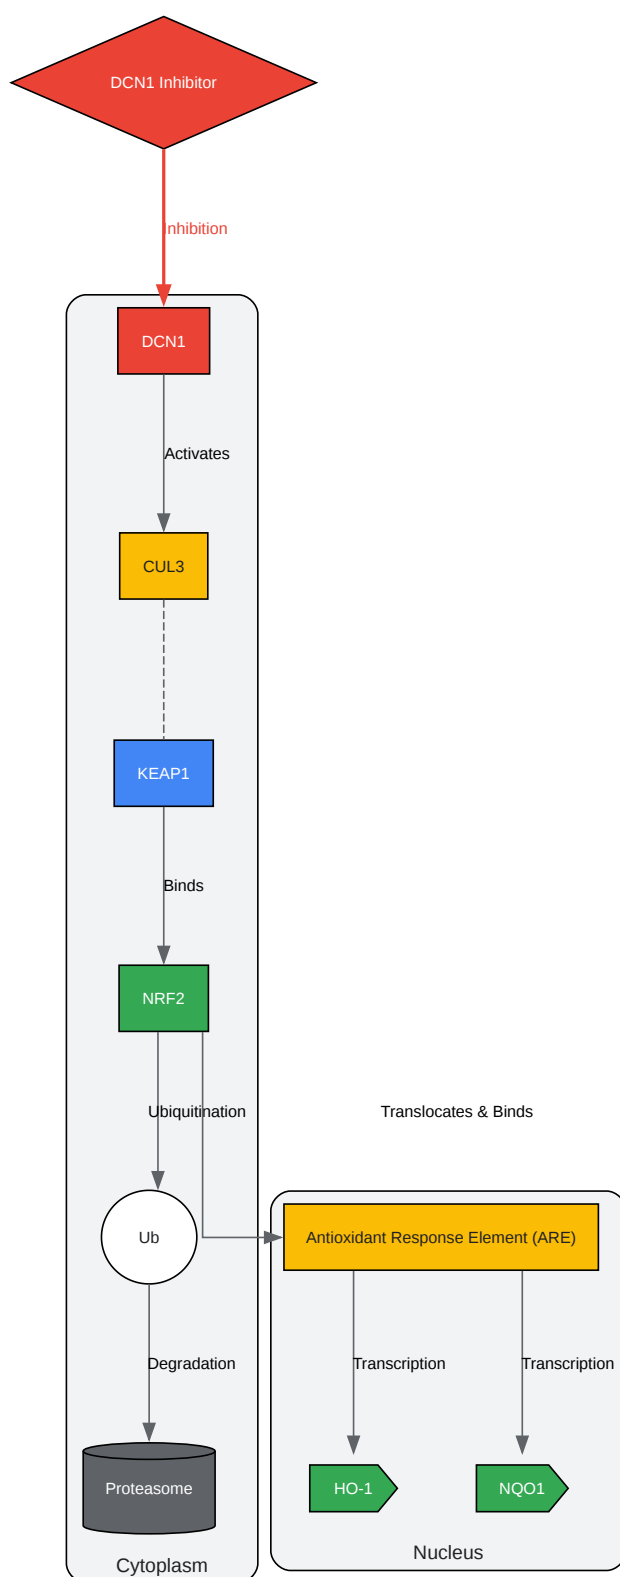 DCN1 Inhibitor
Inhibition
DCN1
Activates
CUL3
KEAP1
Binds
NRF2
Ubiquitination
Translocates & Binds
Ub
Antioxidant Response Element (ARE)
Degradation
Transcription
Transcription
Proteasome
HO-1
NQO1
Cytoplasm
Nucleus